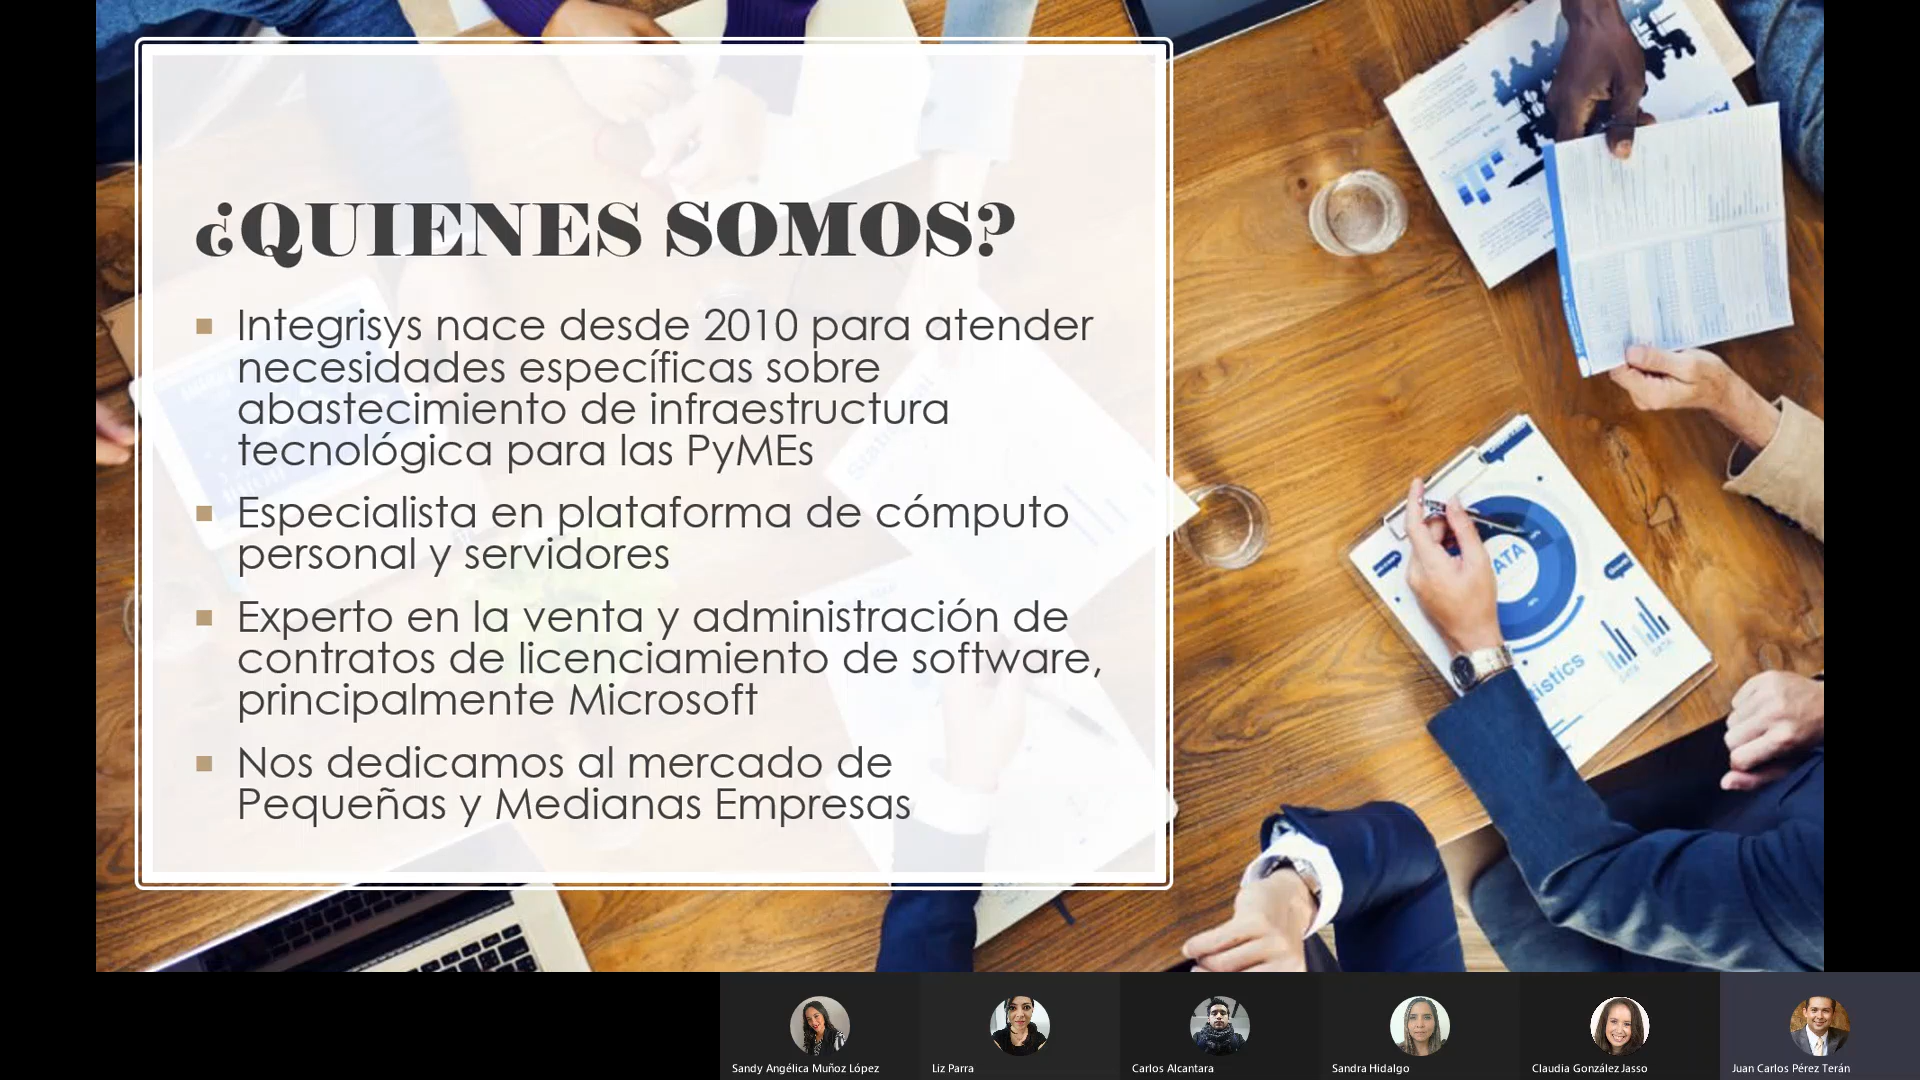 ¿QUIENES SOMOS?
Integrisys nace desde 2010 para atender
necesidades específicas sobre
abastecimiento de infraestructura
tecnológica para las PyMEs
Especialista en plataforma de cómputo
personal y servidores
Experto en la venta y administración de
contratos de licenciamiento de software,
principalmente Microsoft
Nos dedicamos al mercado de
Pequeñas y Medianas Empresas
Sandy Angélica Muñoz López
Liz Parra
Carlos Alcantara
Sandra Hidalgo
Claudia González Jasso
Juan Carlos Pérez Terán